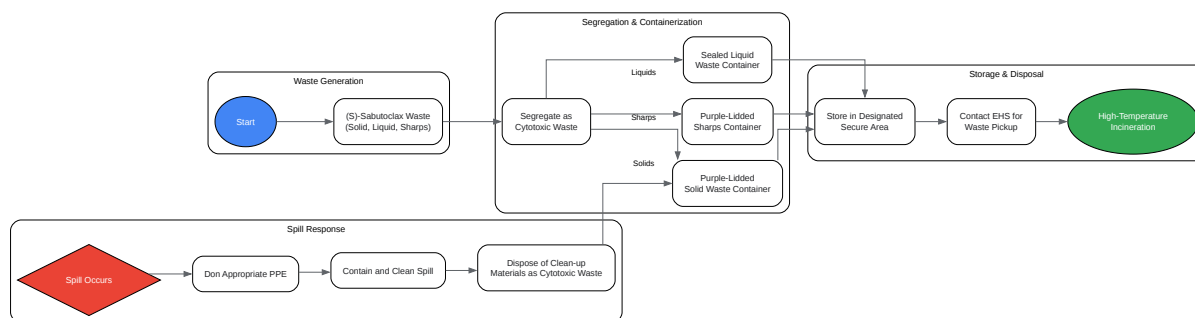 Segregation & Containerization
Sealed Liquid
Waste Container
Liquids
Waste Generation
Start
(S)-Sabutoclax Waste
(Solid, Liquid, Sharps)
Segregate as
Cytotoxic Waste
Sharps
Purple-Lidded
Sharps Container
Solids
Purple-Lidded
Solid Waste Container
Storage & Disposal
Store in Designated
Secure Area
Contact EHS for
Waste Pickup
High-Temperature
Incineration
Spill Response
Spill Occurs
Don Appropriate PPE
Contain and Clean Spill
Dispose of Clean-up
Materials as Cytotoxic Waste